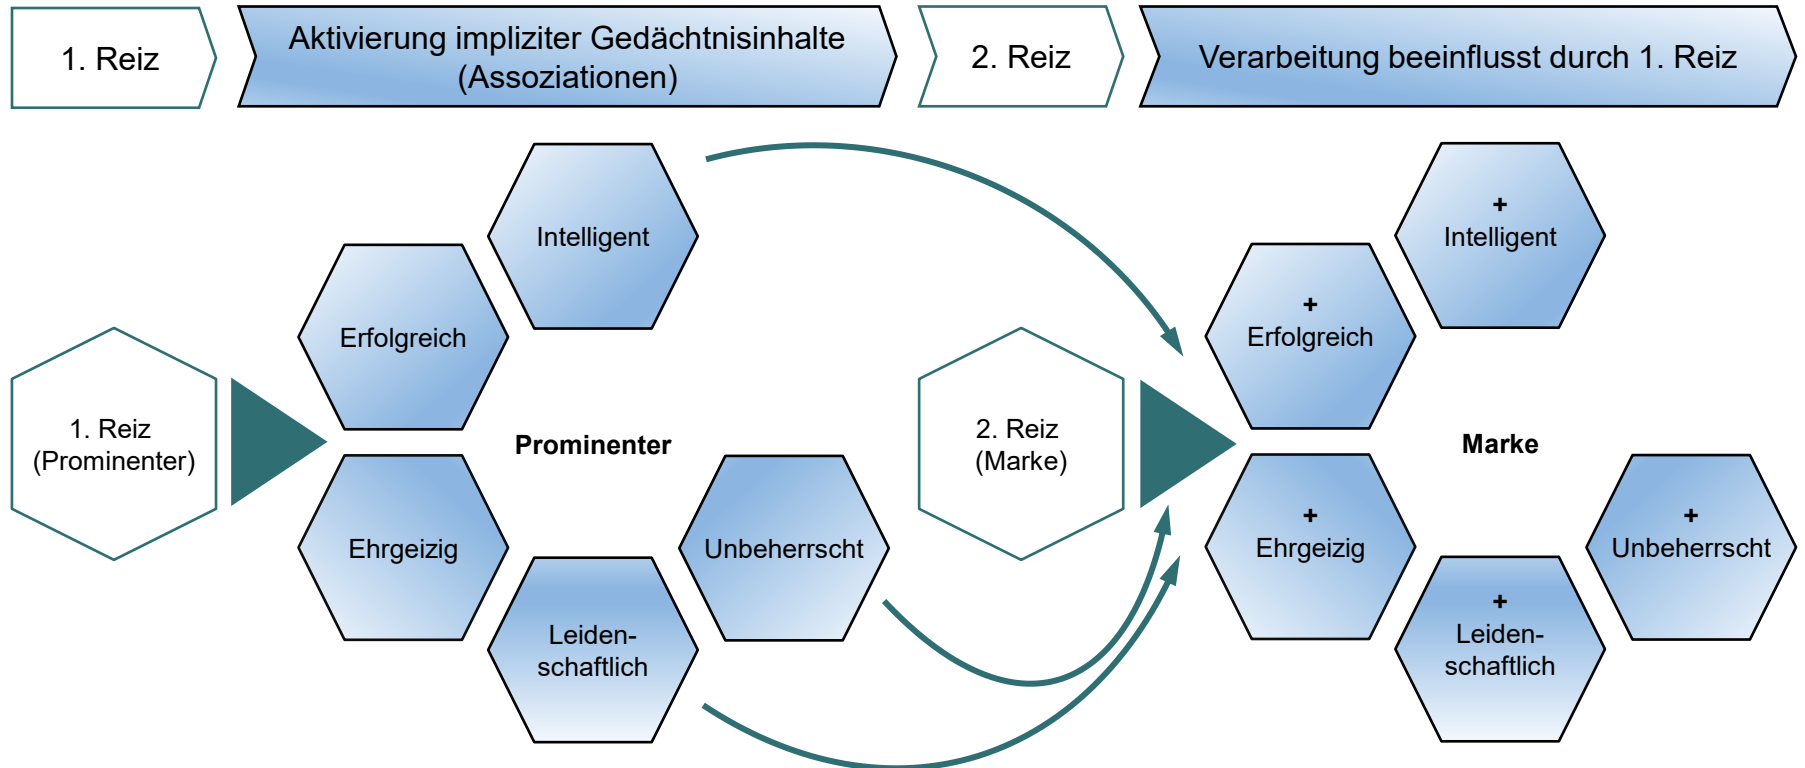 1. Reiz
Aktivierung impliziter Gedächtnisinhalte
(Assoziationen)
2. Reiz
Verarbeitung beeinflusst durch 1. Reiz
Intelligent
Erfolgreich
1. Reiz
(Prominenter)
Prominenter
Ehrgeizig
Unbeherrscht
Leiden-
schaftlich
2. Reiz
(Marke)
+
Intelligent
+
Erfolgreich
Marke
+
Ehrgeizig
+
Unbeherrscht
+
Leiden-
schaftlich